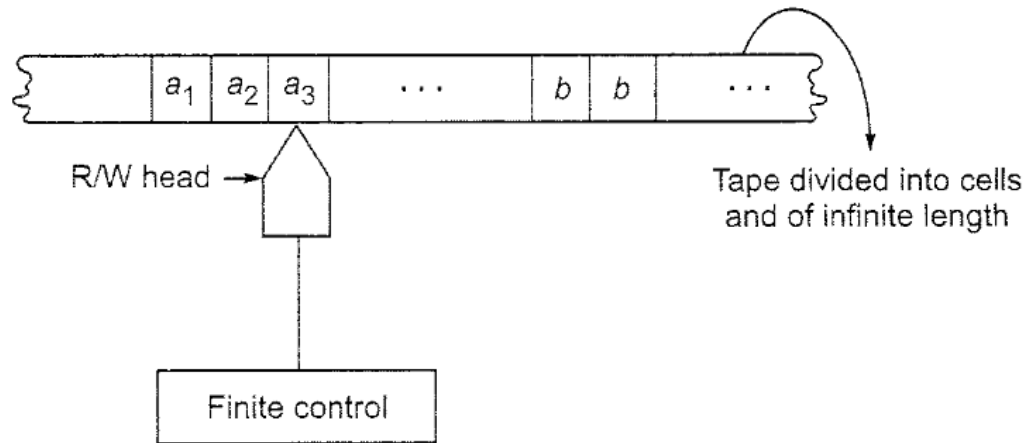 a1 a2 a3 ... b b ...
R/W head
Tape divided into cells
and of infinite length
Finite control